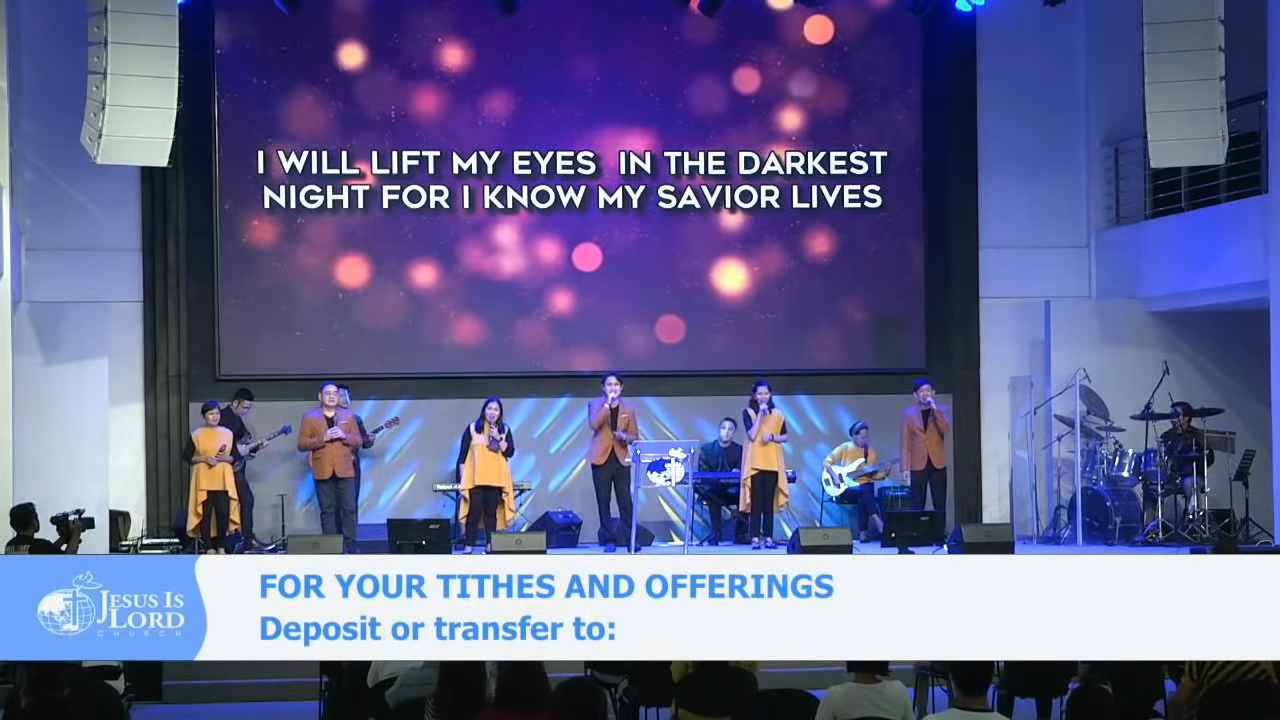 I WILL LIFT MY EYES IN THE DARKEST
NIGHT FOR I KNOW MY SAVIOR LIVES
FOR YOUR TITHES AND OFFERINGS
Deposit or transfer to:
JESUS IS
LORD
CHURCH